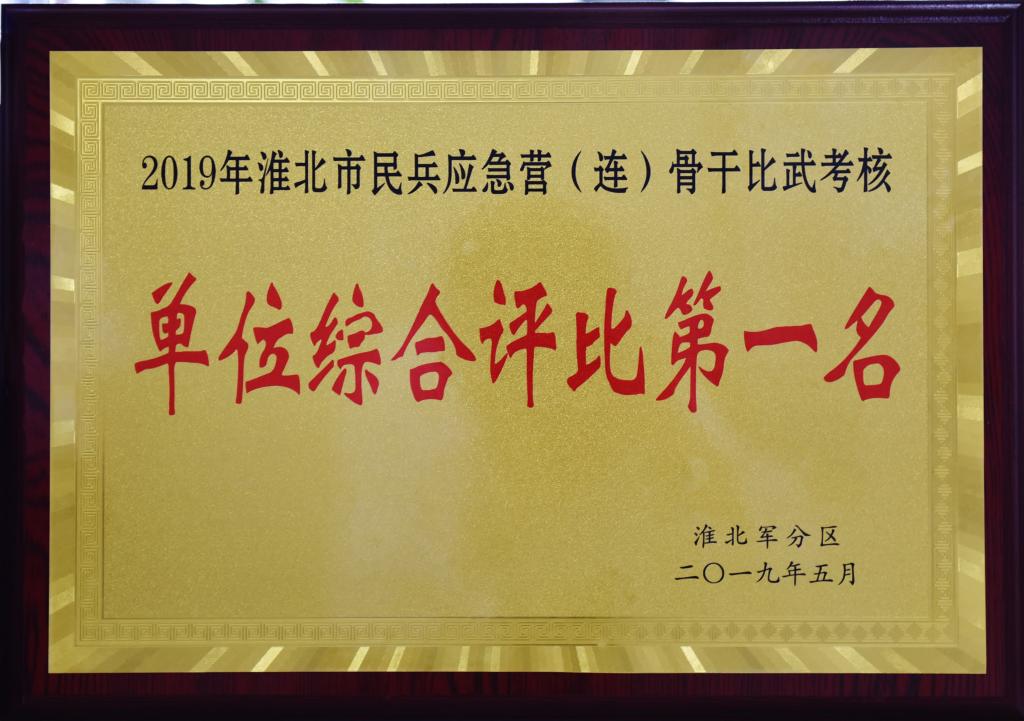 2019年淮北市民兵应急营（连）骨干比武考核
单位综合评比第一名
淮北军分区
二〇一九年五月